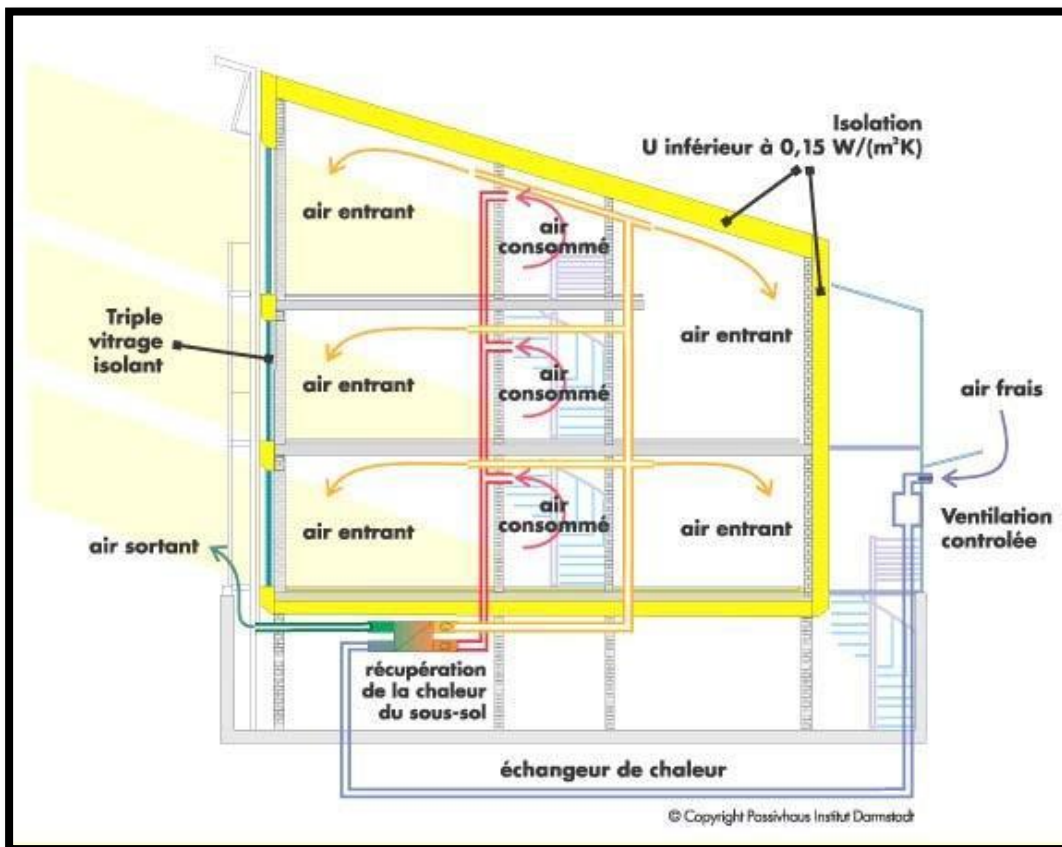 Isolation
U inférieur à 0,15 W/(m²K)
air entrant
air
consommé
Triple
vitrage
isolant
air entrant
air entrant
air
consommé
air frais
air entrant
air
consommé
air entrant
Ventilation
controlée
air sortant
récupération
de la chaleur
du sous-sol
échangeur de chaleur
© Copyright Passivhaus Institut Darmstadt